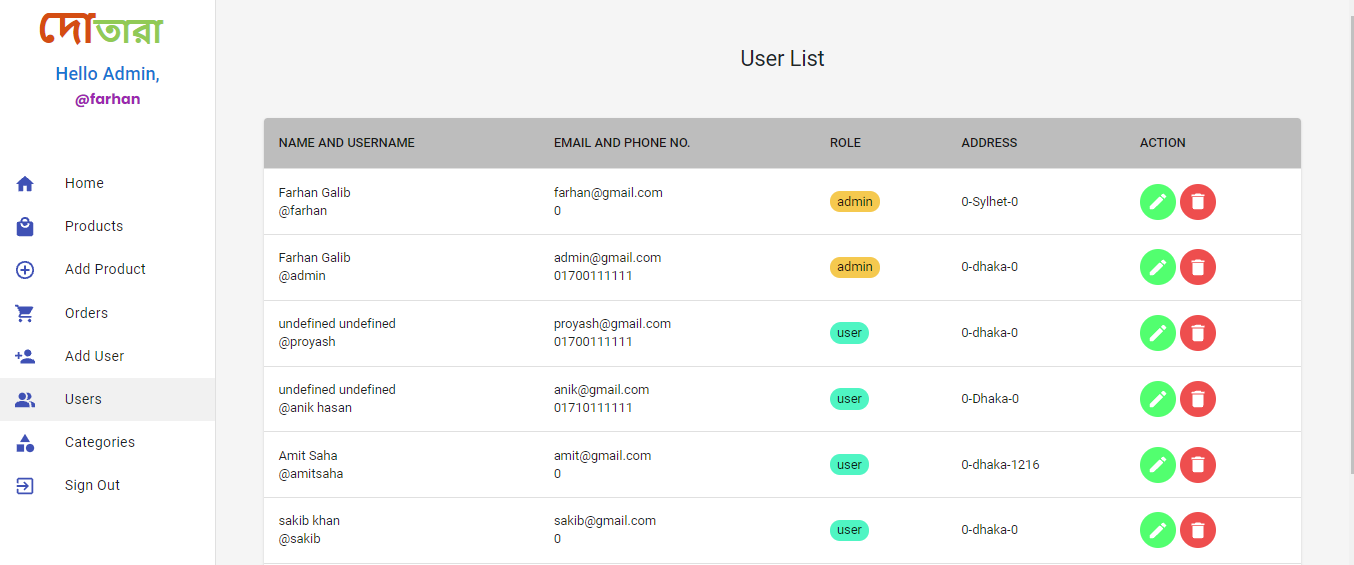 দোতারা
Hello Admin,
@farhan
Home
Products
Add Product
Orders
Add User
Users
Categories
Sign Out
User List
NAME AND USERNAME EMAIL AND PHONE NO. ROLE ADDRESS ACTION
Farhan Galib farhan@gmail.com
@farhan 0 admin 0-Sylhet-0
Farhan Galib admin@gmail.com
@admin 01700111111 admin 0-dhaka-0
undefined undefined proyash@gmail.com
@proyash 01700111111 user 0-dhaka-0
undefined undefined anik@gmail.com
@anik hasan 01710111111 user 0-Dhaka-0
Amit Saha amit@gmail.com
@amitsaha 0 user 0-dhaka-1216
sakib khan sakib@gmail.com
@sakib 0 user 0-dhaka-0